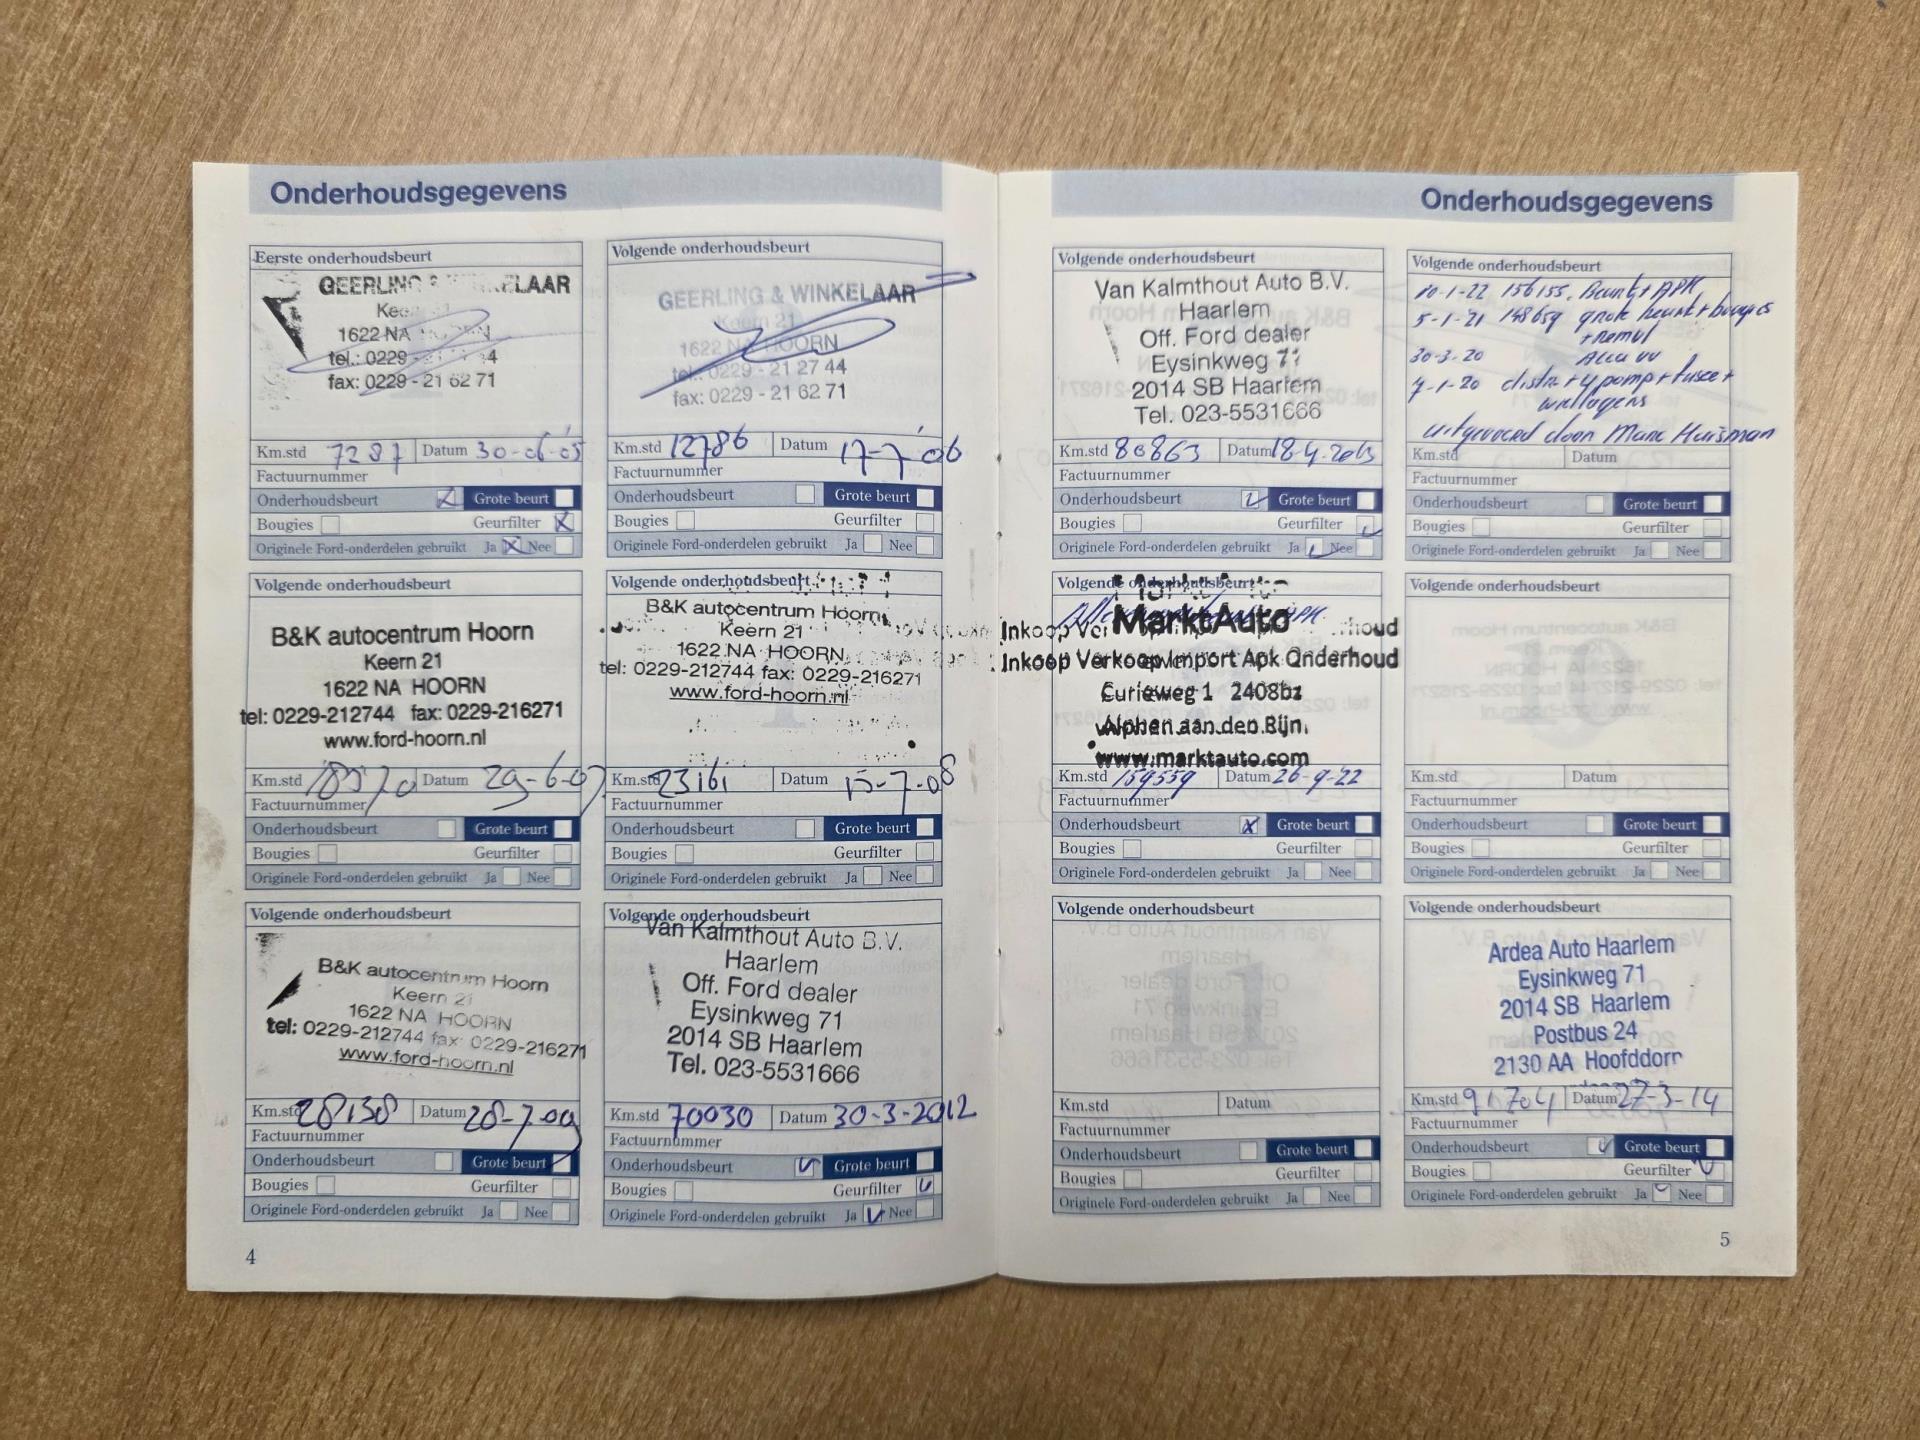 Onderhoudsgegevens
Eerste onderhoudsbeurt
GEERLING & WINKELAAR
Keern 21
1622 NA HOORN
tel.: 0229 - 21 27 44
fax: 0229 - 21 62 71
Km.std 7287 Datum 30-06-05
Factuurnummer
Onderhoudsbeurt Grote beurt
Bougies Geurfilter
Originele Ford-onderdelen gebruikt Ja Nee
Volgende onderhoudsbeurt
GEERLING & WINKELAAR
Keern 21
1622 NA HOORN
tel.: 0229 - 21 27 44
fax: 0229 - 21 62 71
Km.std 12786 Datum 17-7-'06
Factuurnummer
Onderhoudsbeurt Grote beurt
Bougies Geurfilter
Originele Ford-onderdelen gebruikt Ja Nee
Volgende onderhoudsbeurt
B&K autocentrum Hoorn
Keern 21
1622 NA HOORN
tel: 0229-212744 fax: 0229-216271
www.ford-hoorn.nl
Km.std 18570 Datum 29-6-07
Factuurnummer
Onderhoudsbeurt Grote beurt
Bougies Geurfilter
Originele Ford-onderdelen gebruikt Ja Nee
Volgende onderhoudsbeurt
B&K autocentrum Hoorn
Keern 21
1622 NA HOORN
tel: 0229-212744 fax: 0229-216271
www.ford-hoorn.nl
Km.std 23161 Datum 15-7-08
Factuurnummer
Onderhoudsbeurt Grote beurt
Bougies Geurfilter
Originele Ford-onderdelen gebruikt Ja Nee
Volgende onderhoudsbeurt
B&K autocentrum Hoorn
Keern 21
1622 NA HOORN
tel: 0229-212744 fax: 0229-216271
www.ford-hoorn.nl
Km.std 28138 Datum 28-7-09
Factuurnummer
Onderhoudsbeurt Grote beurt
Bougies Geurfilter
Originele Ford-onderdelen gebruikt Ja Nee
Volgende onderhoudsbeurt
Van Kalmthout Auto B.V.
Haarlem
Off. Ford dealer
Eysinkweg 71
2014 SB Haarlem
Tel. 023-5531666
Km.std 70030 Datum 30-3-2012
Factuurnummer
Onderhoudsbeurt Grote beurt
Bougies Geurfilter
Originele Ford-onderdelen gebruikt Ja Nee
4
Onderhoudsgegevens
Volgende onderhoudsbeurt
Van Kalmthout Auto B.V.
Haarlem
Off. Ford dealer
Eysinkweg 71
2014 SB Haarlem
Tel. 023-5531666
Km.std 80863 Datum 18-4-2013
Factuurnummer
Onderhoudsbeurt Grote beurt
Bougies Geurfilter
Originele Ford-onderdelen gebruikt Ja Nee
Volgende onderhoudsbeurt
10-1-22 156155. Beurt + APK
5-1-21 148659 grote beurt + bougies
+ remvl
30-3-20 Accu vv
7-1-20 distr. + pomp + fusee +
uitgevoerd door Marc Huisman
Km.std Datum
Factuurnummer
Onderhoudsbeurt Grote beurt
Bougies Geurfilter
Originele Ford-onderdelen gebruikt Ja Nee
Volgende onderhoudsbeurt
MarktAuto
Inkoop Verkoop Import Apk Onderhoud
Curieweg 1 2408bz
Alphen aan den Rijn.
www.marktauto.com
Km.std 159559 Datum 26-9-'22
Factuurnummer
Onderhoudsbeurt Grote beurt
Bougies Geurfilter
Originele Ford-onderdelen gebruikt Ja Nee
Volgende onderhoudsbeurt
Km.std Datum
Factuurnummer
Onderhoudsbeurt Grote beurt
Bougies Geurfilter
Originele Ford-onderdelen gebruikt Ja Nee
Volgende onderhoudsbeurt
Km.std Datum
Factuurnummer
Onderhoudsbeurt Grote beurt
Bougies Geurfilter
Originele Ford-onderdelen gebruikt Ja Nee
Volgende onderhoudsbeurt
Ardea Auto Haarlem
Eysinkweg 71
2014 SB Haarlem
Postbus 24
2130 AA Hoofddorp
Km.std 91704 Datum 27-3-14
Factuurnummer
Onderhoudsbeurt Grote beurt
Bougies Geurfilter
Originele Ford-onderdelen gebruikt Ja Nee
5